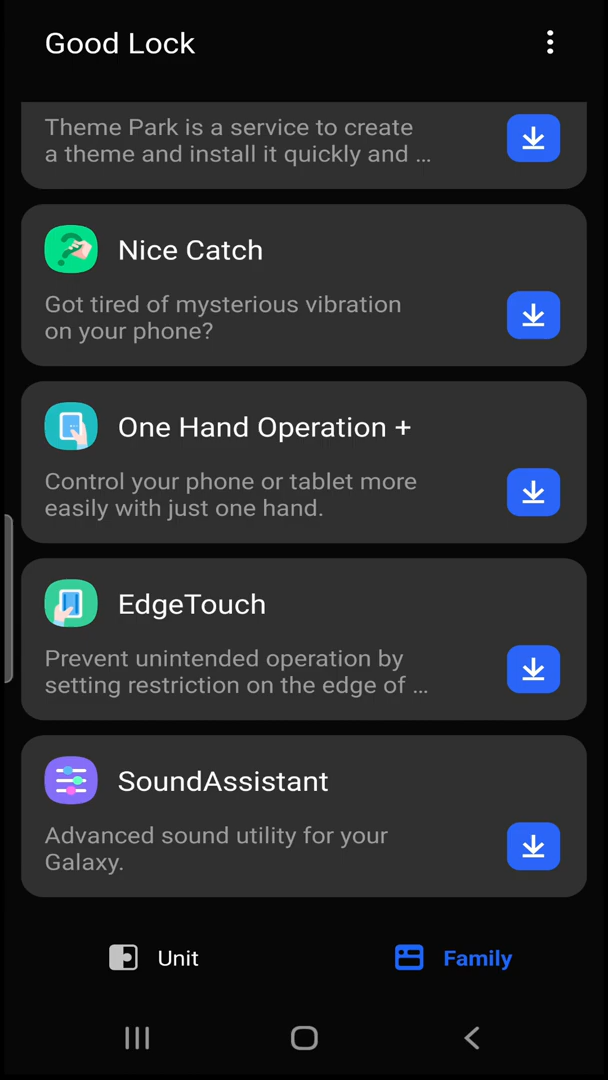 Good Lock
Theme Park is a service to create
a theme and install it quickly and ...
Nice Catch
Got tired of mysterious vibration
on your phone?
One Hand Operation +
Control your phone or tablet more
easily with just one hand.
EdgeTouch
Prevent unintended operation by
setting restriction on the edge of ...
SoundAssistant
Advanced sound utility for your
Galaxy.
Unit
Family